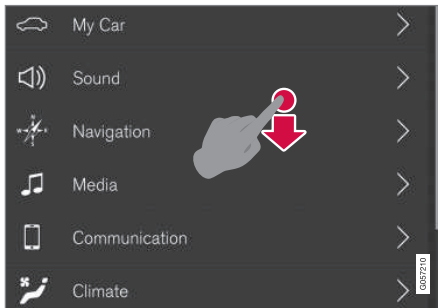 My Car
Sound
Navigation
Media
Communication
Climate
G057210